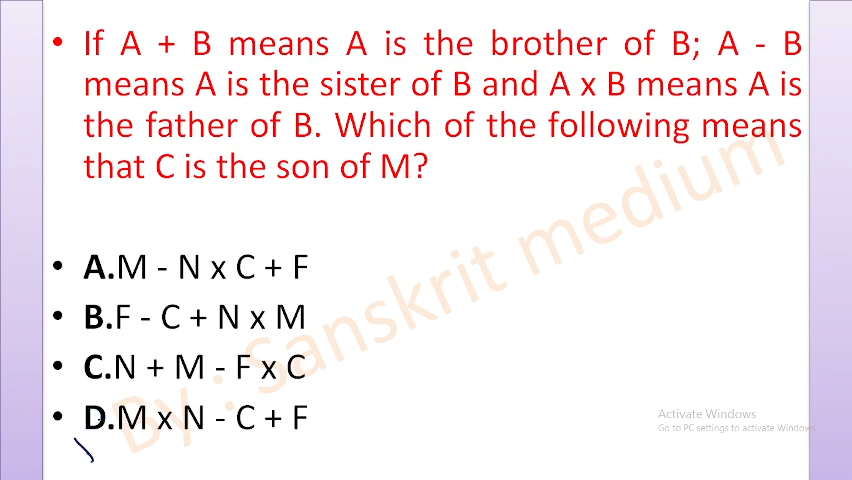 • If A + B means A is the brother of B; A - B
means A is the sister of B and A x B means A is
the father of B. Which of the following means
that C is the son of M?
• A.M - N x C + F
• B.F - C + N x M
• C.N + M - F x C
• D.M x N - C + F
By : Sanskrit medium
Activate Windows
Go to PC settings to activate Windows.